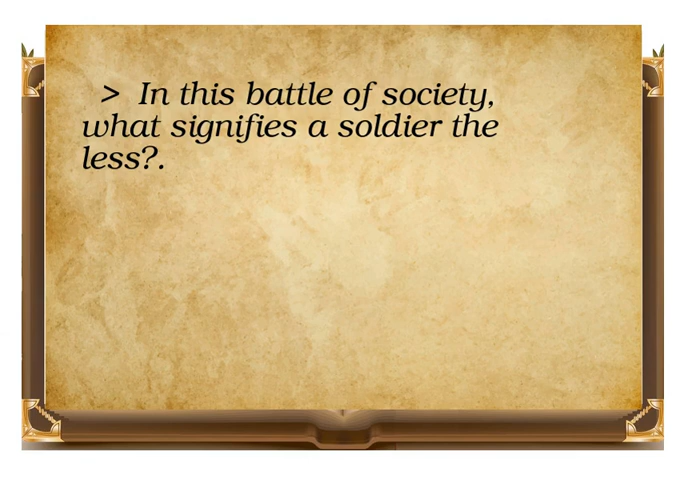 > In this battle of society,
what signifies a soldier the
less?.